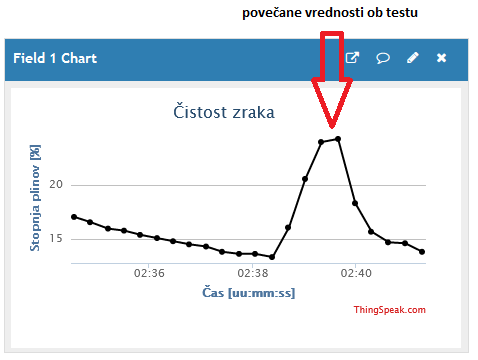 povečane vrednosti ob testu
Field 1 Chart
Čistost zraka
Stopnja plinov [%]
20
15
02:36 02:38 02:40
Čas [uu:mm:ss]
ThingSpeak.com